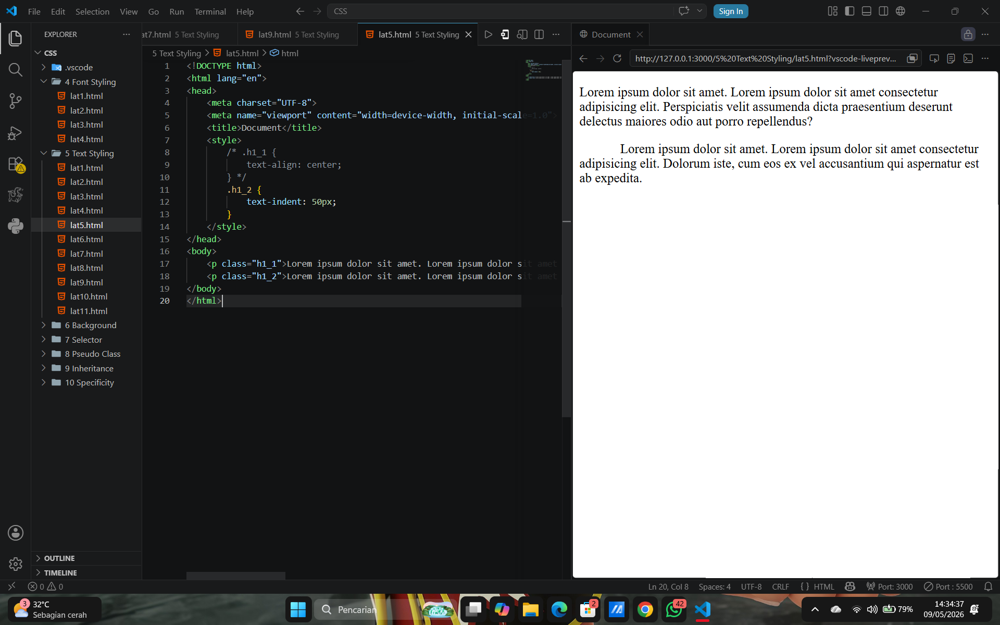 File Edit Selection View Go Run Terminal Help
CSS
Sign In
EXPLORER
at7.html 5 Text Styling
lat9.html 5 Text Styling
lat5.html 5 Text Styling
Document
CSS
.vscode
4 Font Styling
lat1.html
lat2.html
lat3.html
lat4.html
5 Text Styling
lat1.html
lat2.html
lat3.html
lat4.html
lat5.html
lat6.html
lat7.html
lat8.html
lat9.html
lat10.html
lat11.html
6 Background
7 Selector
8 Pseudo Class
9 Inheritance
10 Specificity
OUTLINE
TIMELINE
5 Text Styling > lat5.html > html
1 <!DOCTYPE html>
2 <html lang="en">
3 <head>
4 <meta charset="UTF-8">
5 <meta name="viewport" content="width=device-width, initial-scale=1.0">
6 <title>Document</title>
7 <style>
8 /* .h1_1 {
9 text-align: center;
10 } */
11 .h1_2 {
12 text-indent: 50px;
13 }
14 </style>
15 </head>
16 <body>
17 <p class="h1_1">Lorem ipsum dolor sit amet. Lorem ipsum dolor sit amet
18 <p class="h1_2">Lorem ipsum dolor sit amet. Lorem ipsum dolor sit amet
19 </body>
20 </html>
http://127.0.0.1:3000/5%20Text%20Styling/lat5.html?vscode-liveprev...
Lorem ipsum dolor sit amet. Lorem ipsum dolor sit amet consectetur
adipisicing elit. Perspiciatis velit assumenda dicta praesentium deserunt
delectus maiores odio aut porro repellendus?
Lorem ipsum dolor sit amet. Lorem ipsum dolor sit amet consectetur
adipisicing elit. Dolorum iste, cum eos ex vel accusantium qui aspernatur est
ab expedita.
0 0
Ln 20, Col 8 Spaces: 4 UTF-8 CRLF { } HTML Port: 3000 Port : 5500
3
32°C
Sebagian cerah
Pencarian
2
42
79%
14:34:37
09/05/2026